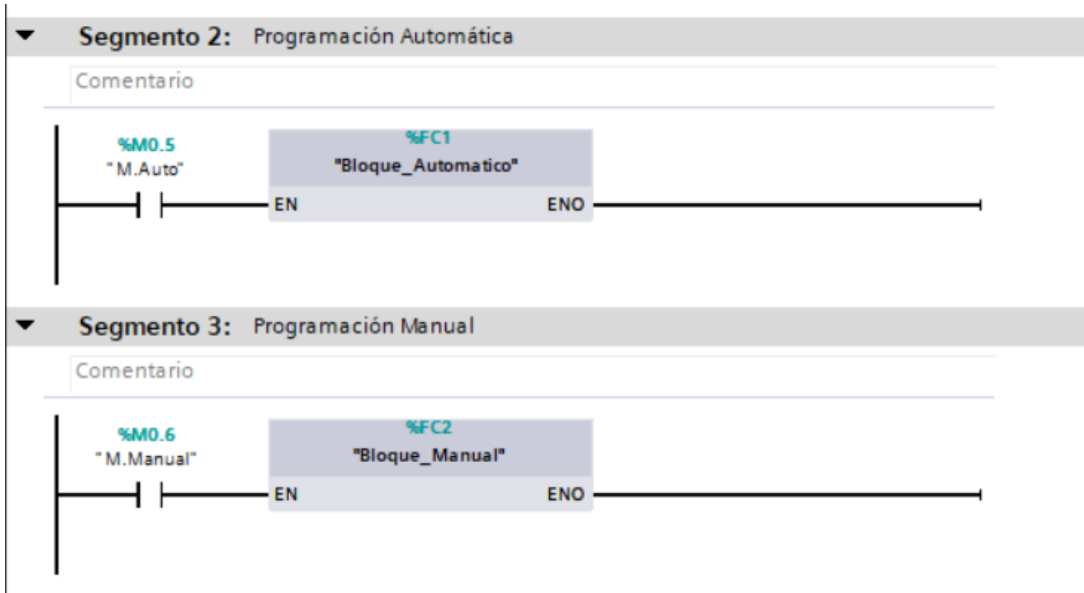 Segmento 2: Programación Automática
Comentario
%M0.5
"M.Auto"
%FC1
"Bloque_Automatico"
EN
ENO
Segmento 3: Programación Manual
Comentario
%M0.6
"M.Manual"
%FC2
"Bloque_Manual"
EN
ENO